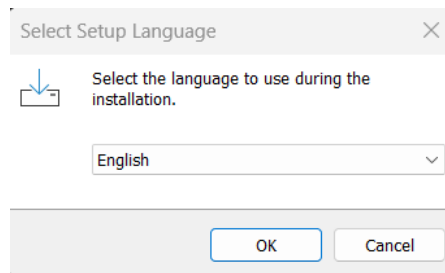 Select Setup Language
Select the language to use during the
installation.
English
OK
Cancel